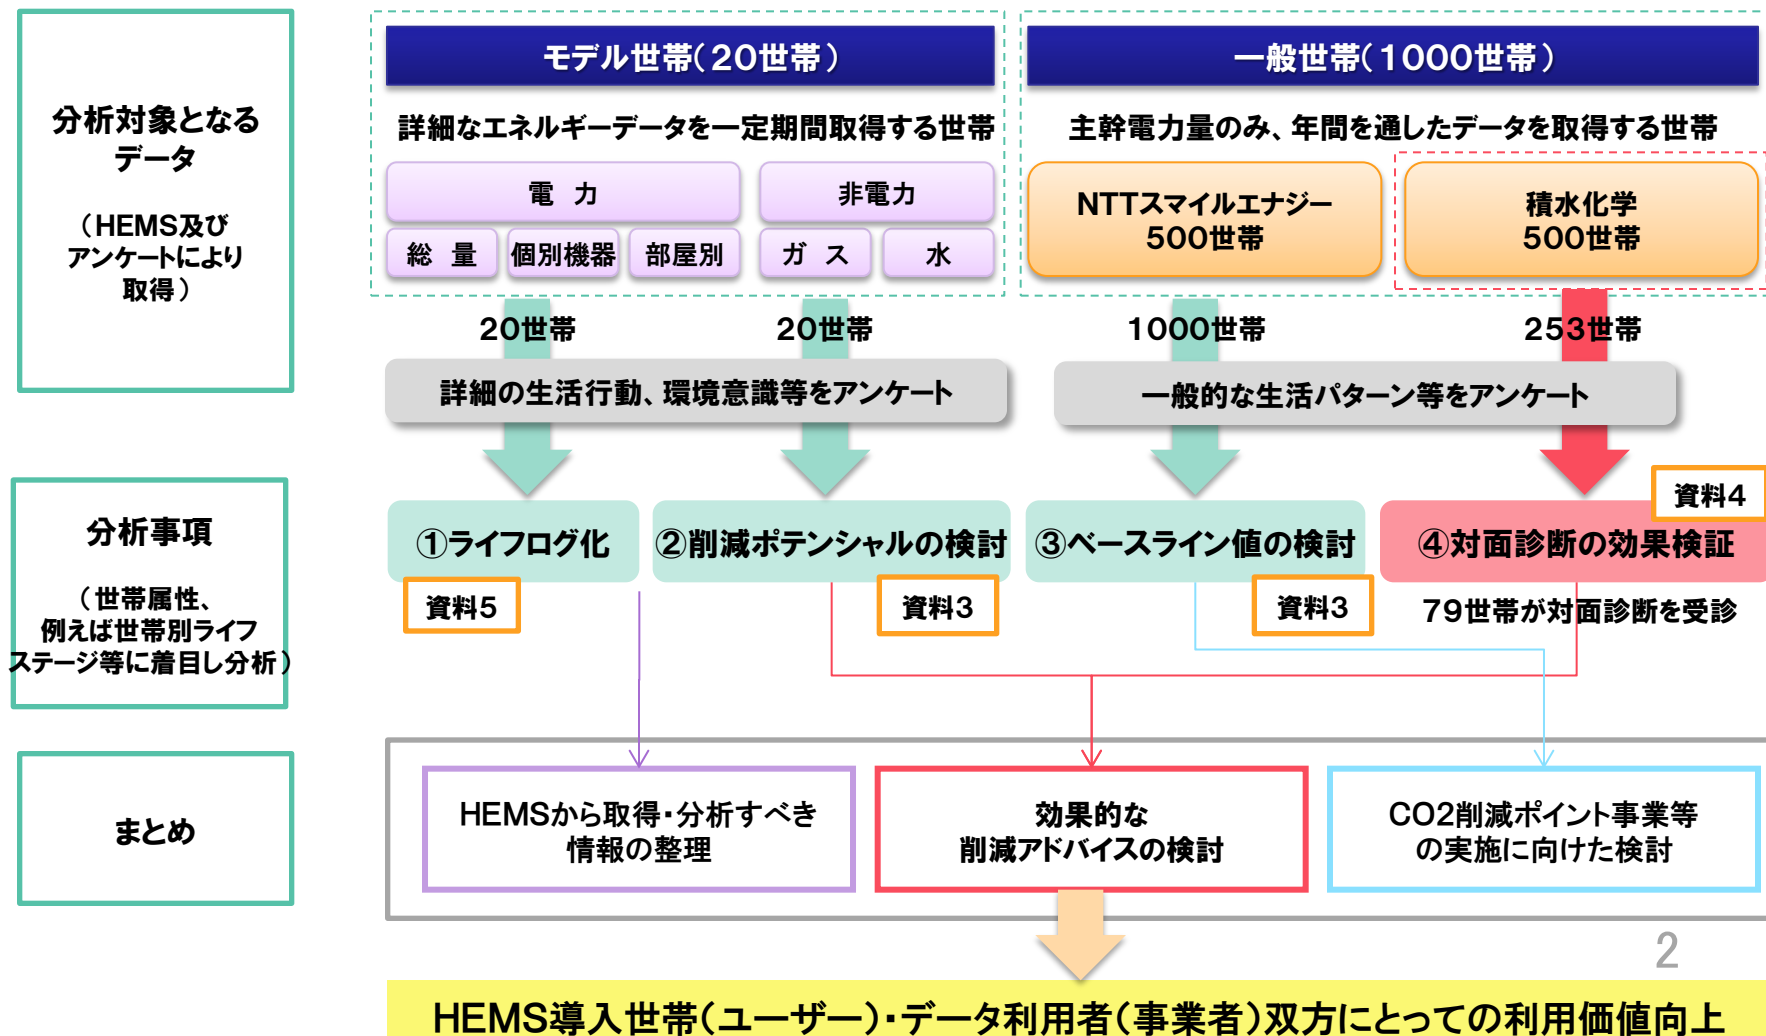 分析対象となる
データ
（HEMS及び
アンケートにより
取得）
モデル世帯（20世帯）
詳細なエネルギーデータを一定期間取得する世帯
電 力
非電力
総 量
個別機器
部屋別
ガ ス
水
一般世帯（1000世帯）
主幹電力量のみ、年間を通したデータを取得する世帯
NTTスマイルエナジー
500世帯
積水化学
500世帯
20世帯
20世帯
1000世帯
253世帯
詳細の生活行動、環境意識等をアンケート
一般的な生活パターン等をアンケート
分析事項
（世帯属性、
例えば世帯別ライフ
ステージ等に着目し分析）
①ライフログ化
資料5
②削減ポテンシャルの検討
資料3
③ベースライン値の検討
資料3
資料4
④対面診断の効果検証
79世帯が対面診断を受診
まとめ
HEMSから取得・分析すべき
情報の整理
効果的な
削減アドバイスの検討
CO2削減ポイント事業等
の実施に向けた検討
2
HEMS導入世帯（ユーザー）・データ利用者（事業者）双方にとっての利用価値向上